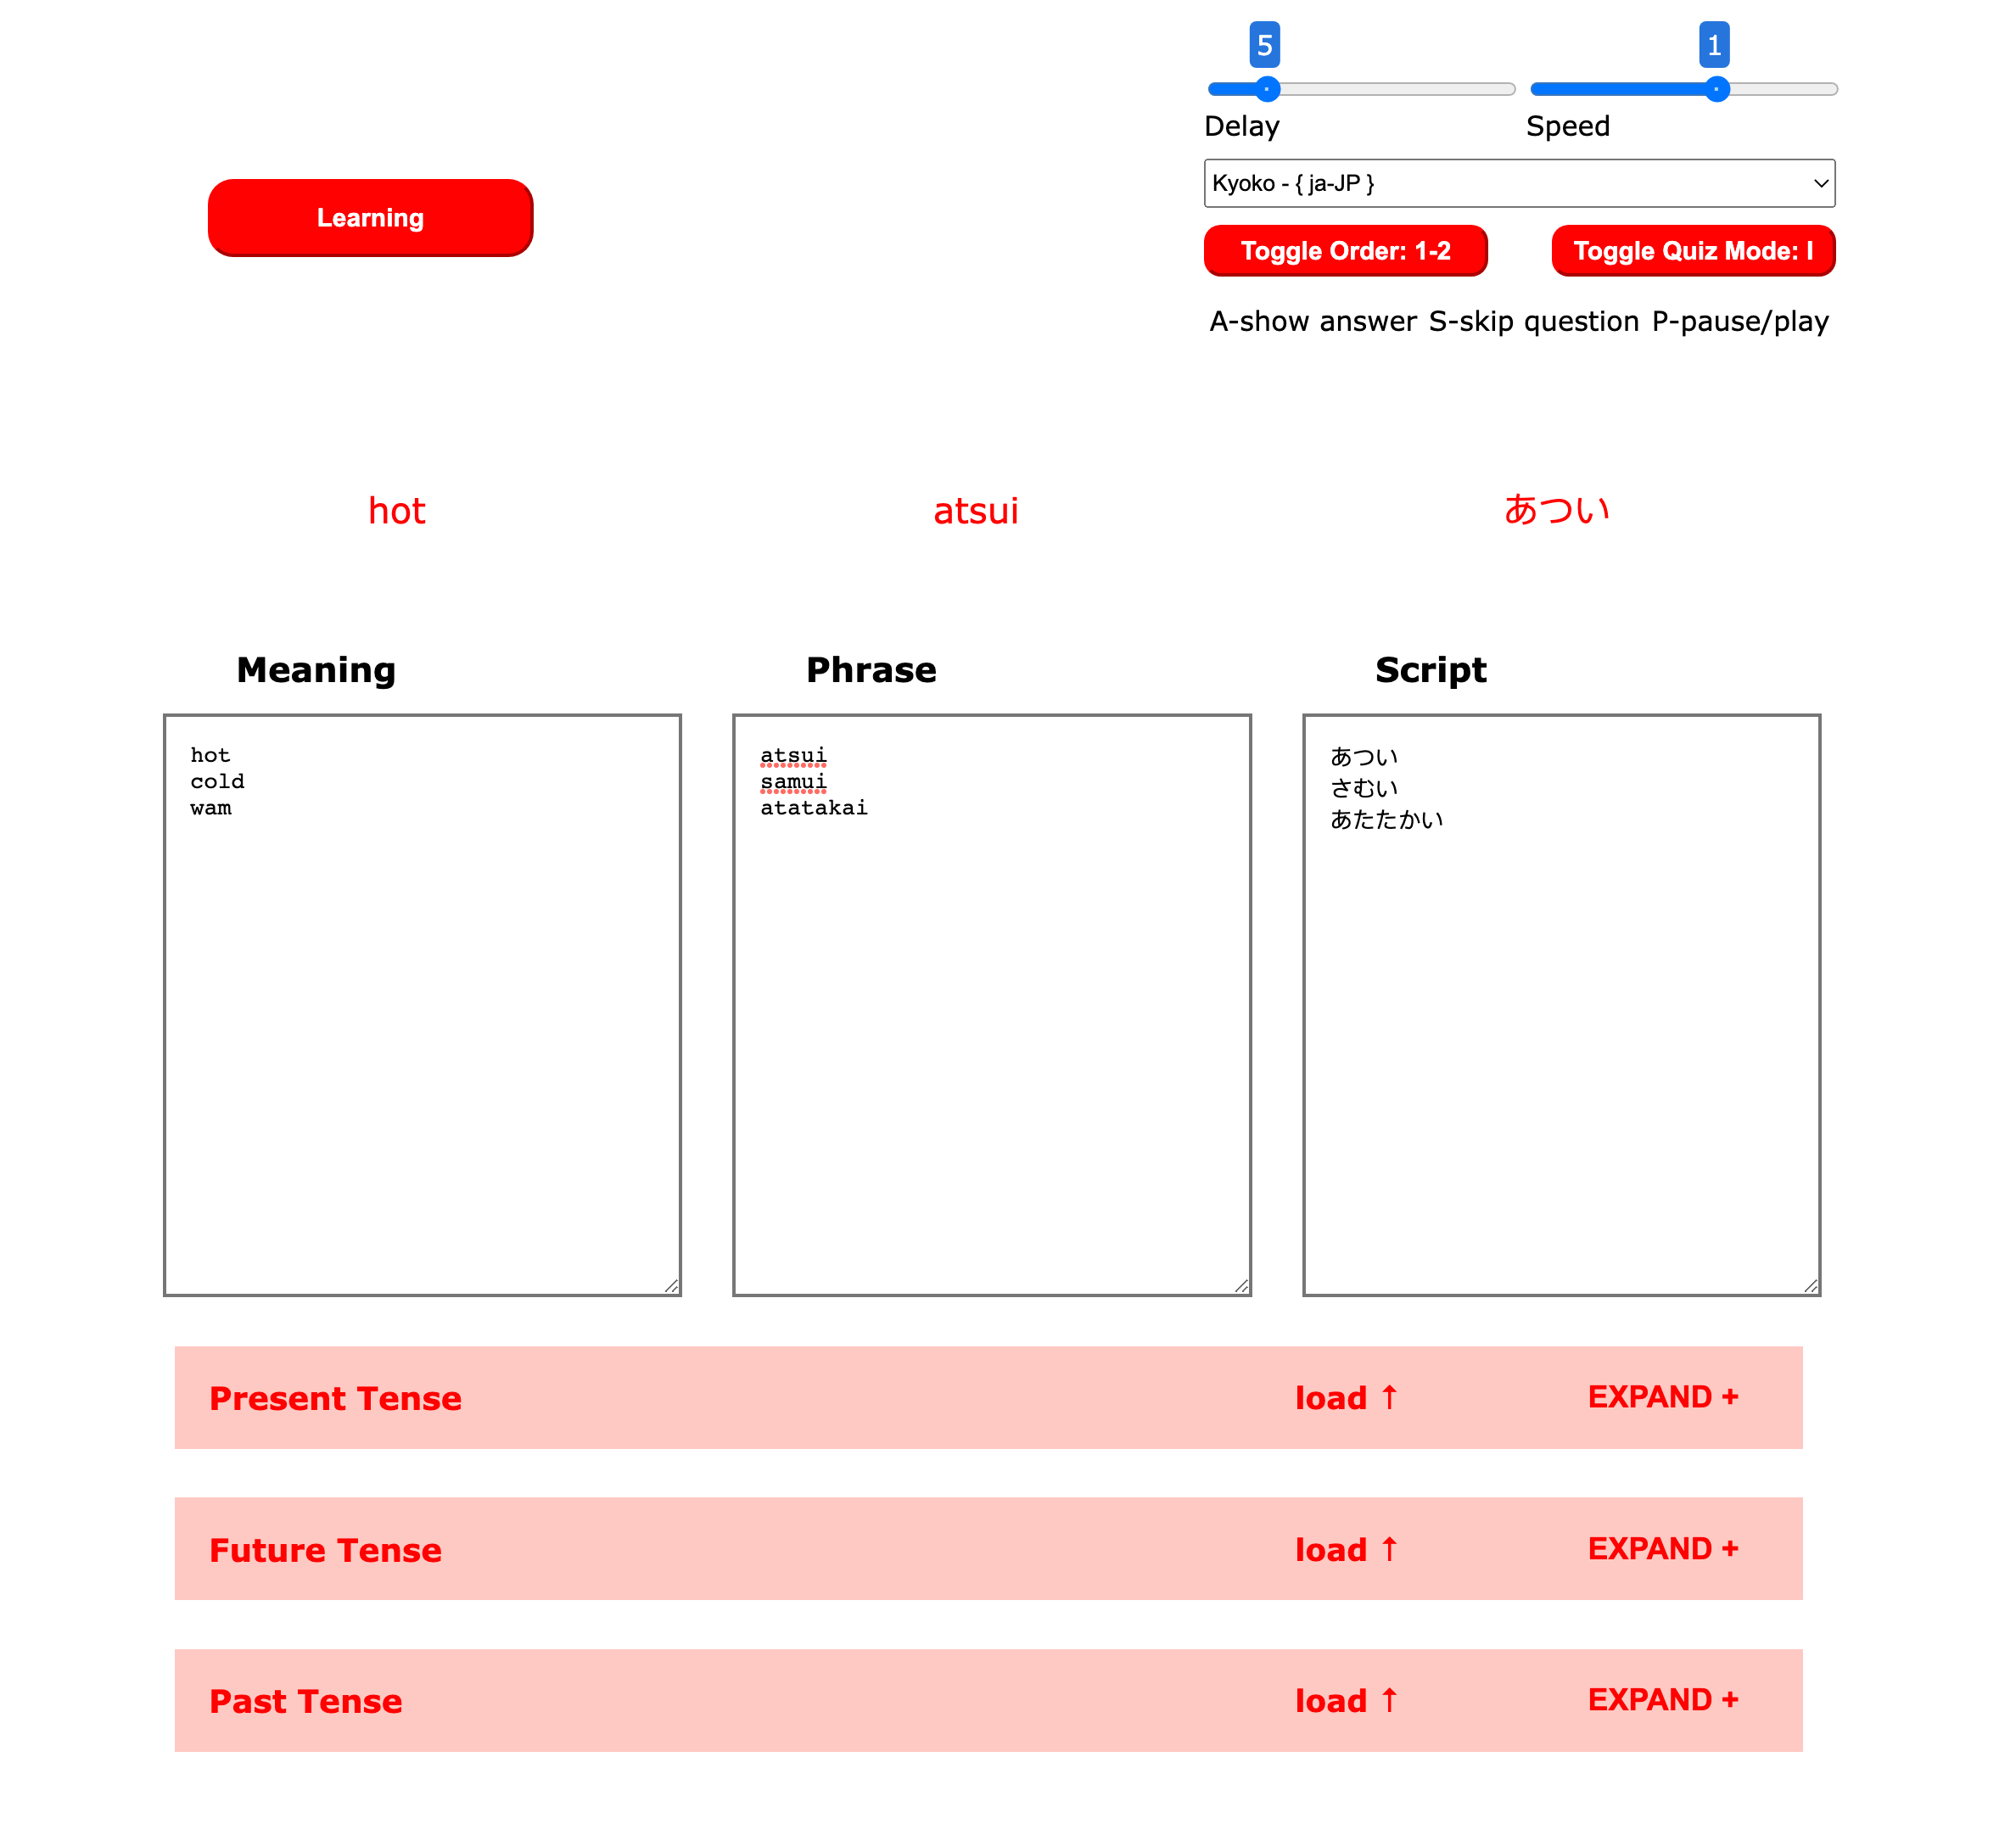 5
1
Delay
Speed
Kyoko - { ja-JP }
Learning
Toggle Order: 1-2
Toggle Quiz Mode: I
A-show answer S-skip question P-pause/play
hot
atsui
あつい
Meaning
Phrase
Script
hot
cold
wam
atsui
samui
atatakai
あつい
さむい
あたたかい
Present Tense
load ↑
EXPAND +
Future Tense
load ↑
EXPAND +
Past Tense
load ↑
EXPAND +